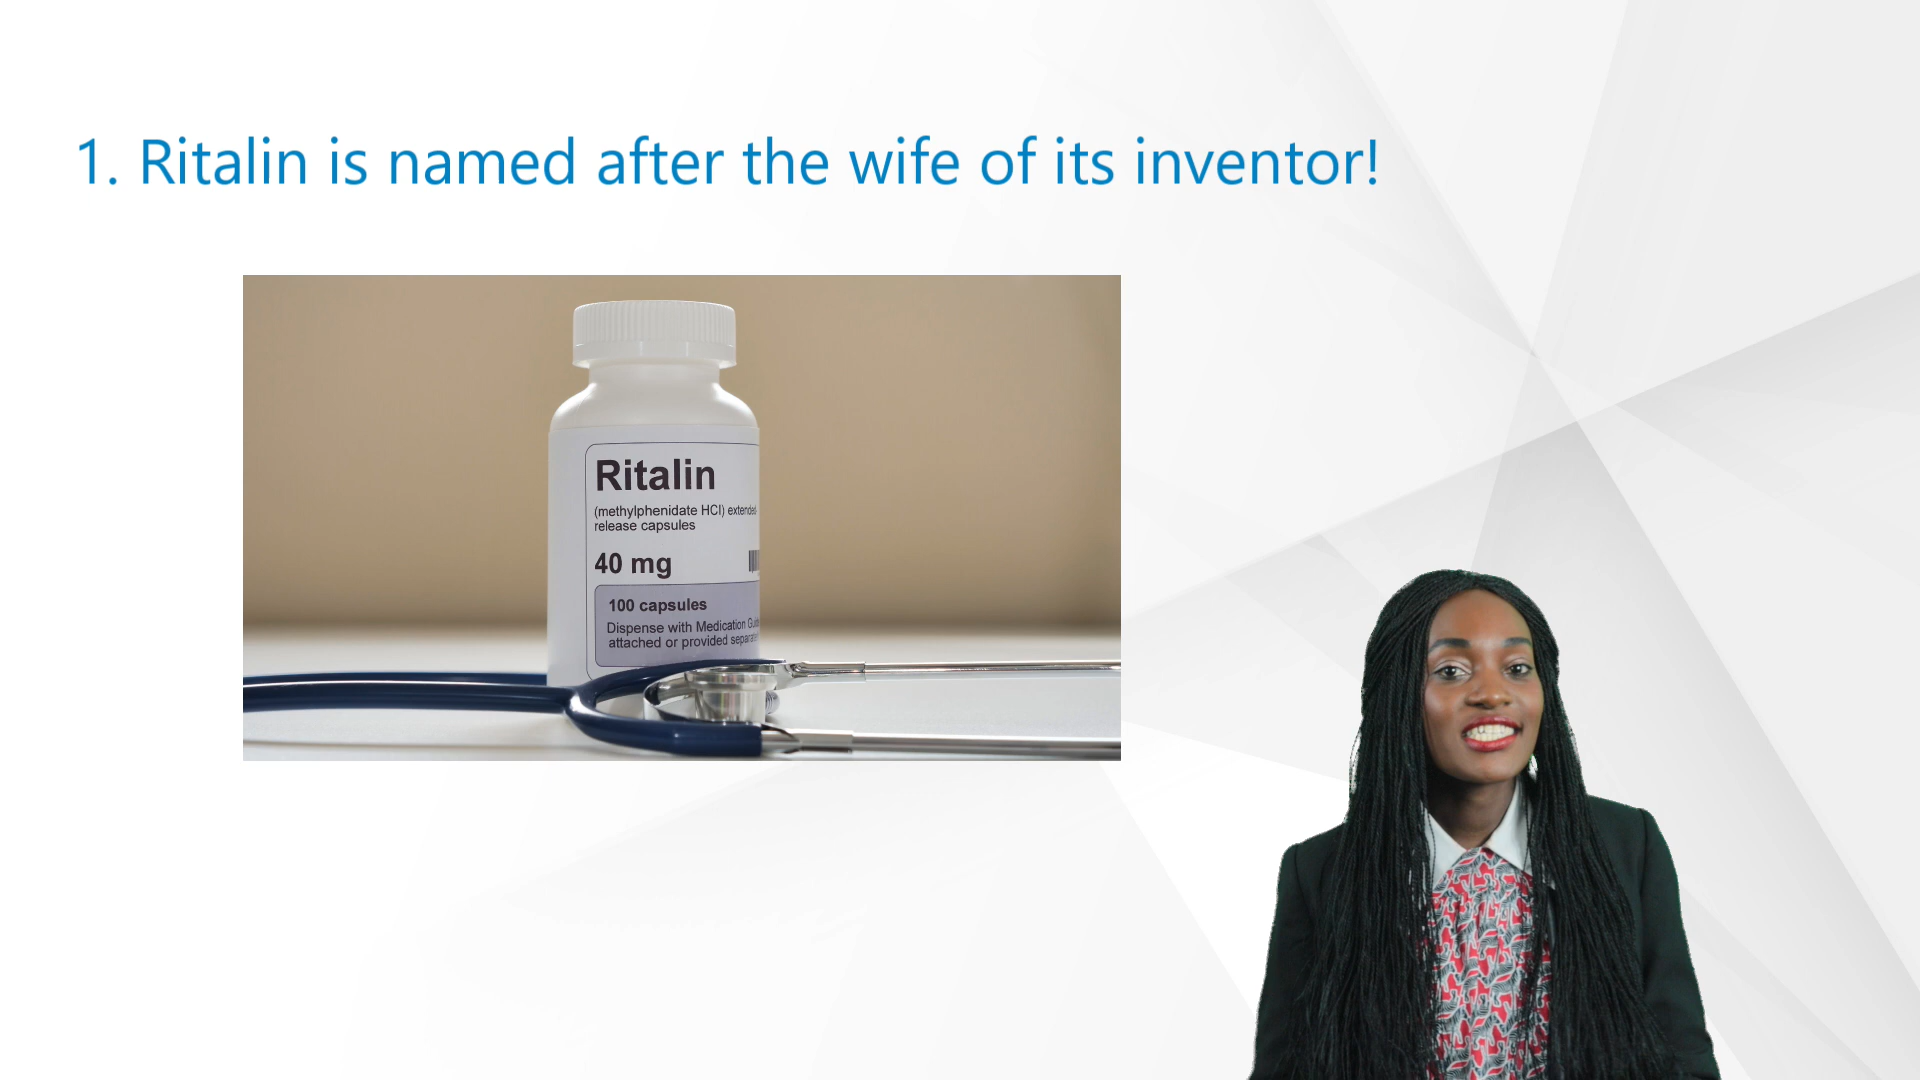 1. Ritalin is named after the wife of its inventor!
Ritalin
(methylphenidate HCl) extended-
release capsules
40 mg
100 capsules
Dispense with Medication
attached or provided